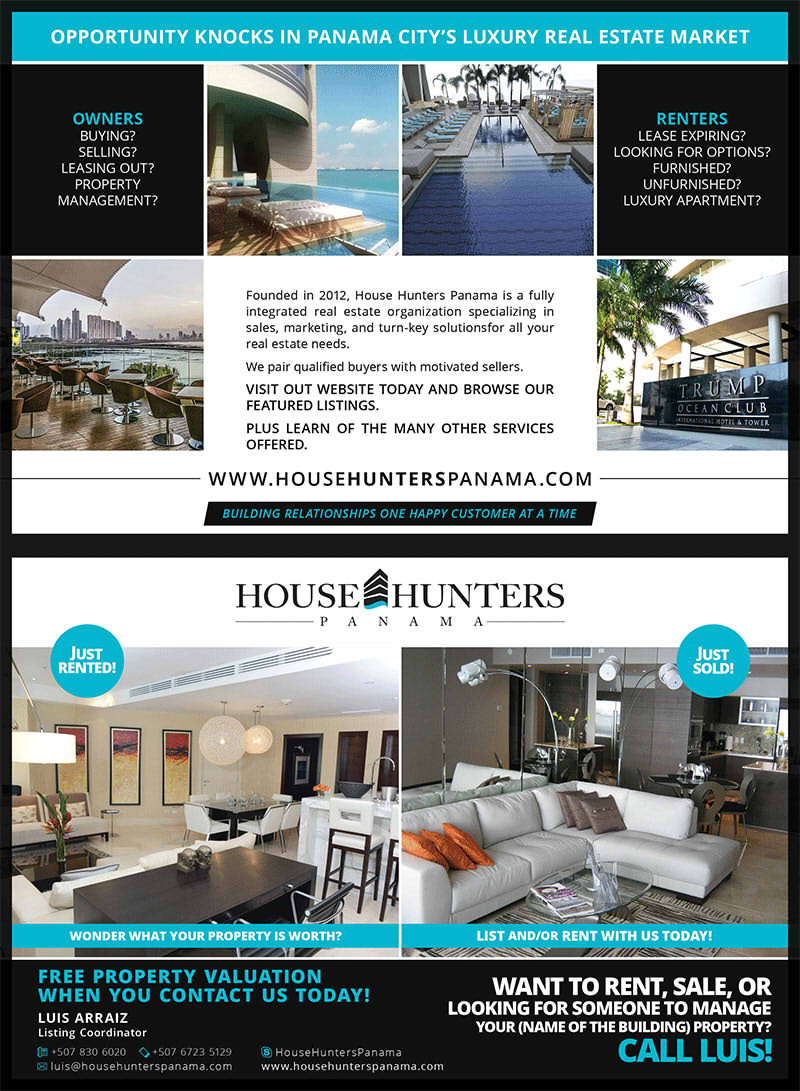 OPPORTUNITY KNOCKS IN PANAMA CITY'S LUXURY REAL ESTATE MARKET
OWNERS
BUYING?
SELLING?
LEASING OUT?
PROPERTY
MANAGEMENT?
RENTERS
LEASE EXPIRING?
LOOKING FOR OPTIONS?
FURNISHED?
UNFURNISHED?
LUXURY APARTMENT?
Founded in 2012, House Hunters Panama is a fully
integrated real estate organization specializing in
sales, marketing, and turn-key solutionsfor all your
real estate needs.
We pair qualified buyers with motivated sellers.
VISIT OUT WEBSITE TODAY AND BROWSE OUR
FEATURED LISTINGS.
PLUS LEARN OF THE MANY OTHER SERVICES
OFFERED.
TRUMP
OCEAN CLUB
INTERNATIONAL HOTEL & TOWER
WWW.HOUSEHUNTERSPANAMA.COM
BUILDING RELATIONSHIPS ONE HAPPY CUSTOMER AT A TIME
HOUSE HUNTERS
PANAMA
JUST
RENTED!
JUST
SOLD!
WONDER WHAT YOUR PROPERTY IS WORTH?
LIST AND/OR RENT WITH US TODAY!
FREE PROPERTY VALUATION
WHEN YOU CONTACT US TODAY!
LUIS ARRAIZ
Listing Coordinator
+507 830 6020 +507 6723 5129 HouseHuntersPanama
luis@househunterspanama.com www.househunterspanama.com
WANT TO RENT, SALE, OR
LOOKING FOR SOMEONE TO MANAGE
YOUR (NAME OF THE BUILDING) PROPERTY?
CALL LUIS!